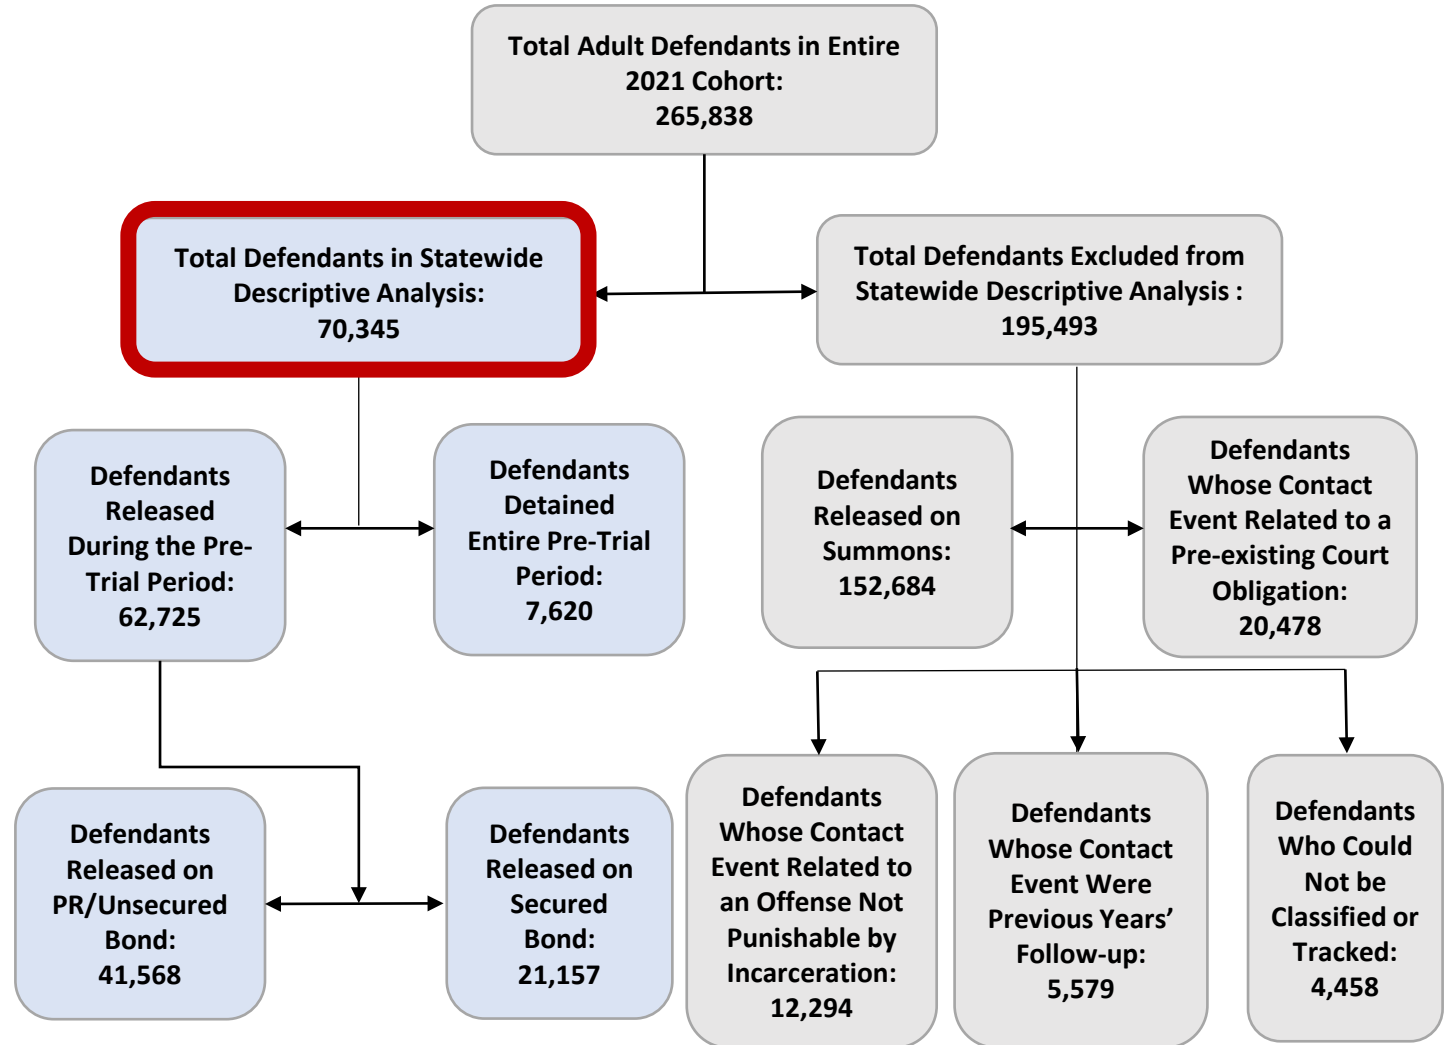 Total Adult Defendants in Entire
2021 Cohort:
265,838
Total Defendants in Statewide
Descriptive Analysis:
70,345
Total Defendants Excluded from
Statewide Descriptive Analysis :
195,493
Defendants
Released
During the Pre-
Trial Period:
62,725
Defendants
Detained
Entire Pre-Trial
Period:
7,620
Defendants
Released on
Summons:
152,684
Defendants
Whose Contact
Event Related to a
Pre-existing Court
Obligation:
20,478
Defendants
Released on
PR/Unsecured
Bond:
41,568
Defendants
Released on
Secured
Bond:
21,157
Defendants
Whose Contact
Event Related to
an Offense Not
Punishable by
Incarceration:
12,294
Defendants
Whose Contact
Event Were
Previous Years’
Follow-up:
5,579
Defendants
Who Could
Not be
Classified or
Tracked:
4,458